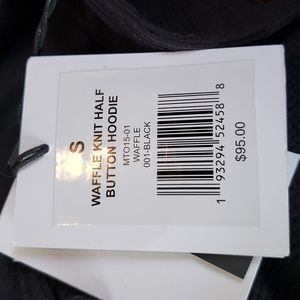 S
WAFFLE KNIT HALF
BUTTON HOODIE
MTO15-01
WAFFLE
001-BLACK
1 93294 52458 8
$95.00